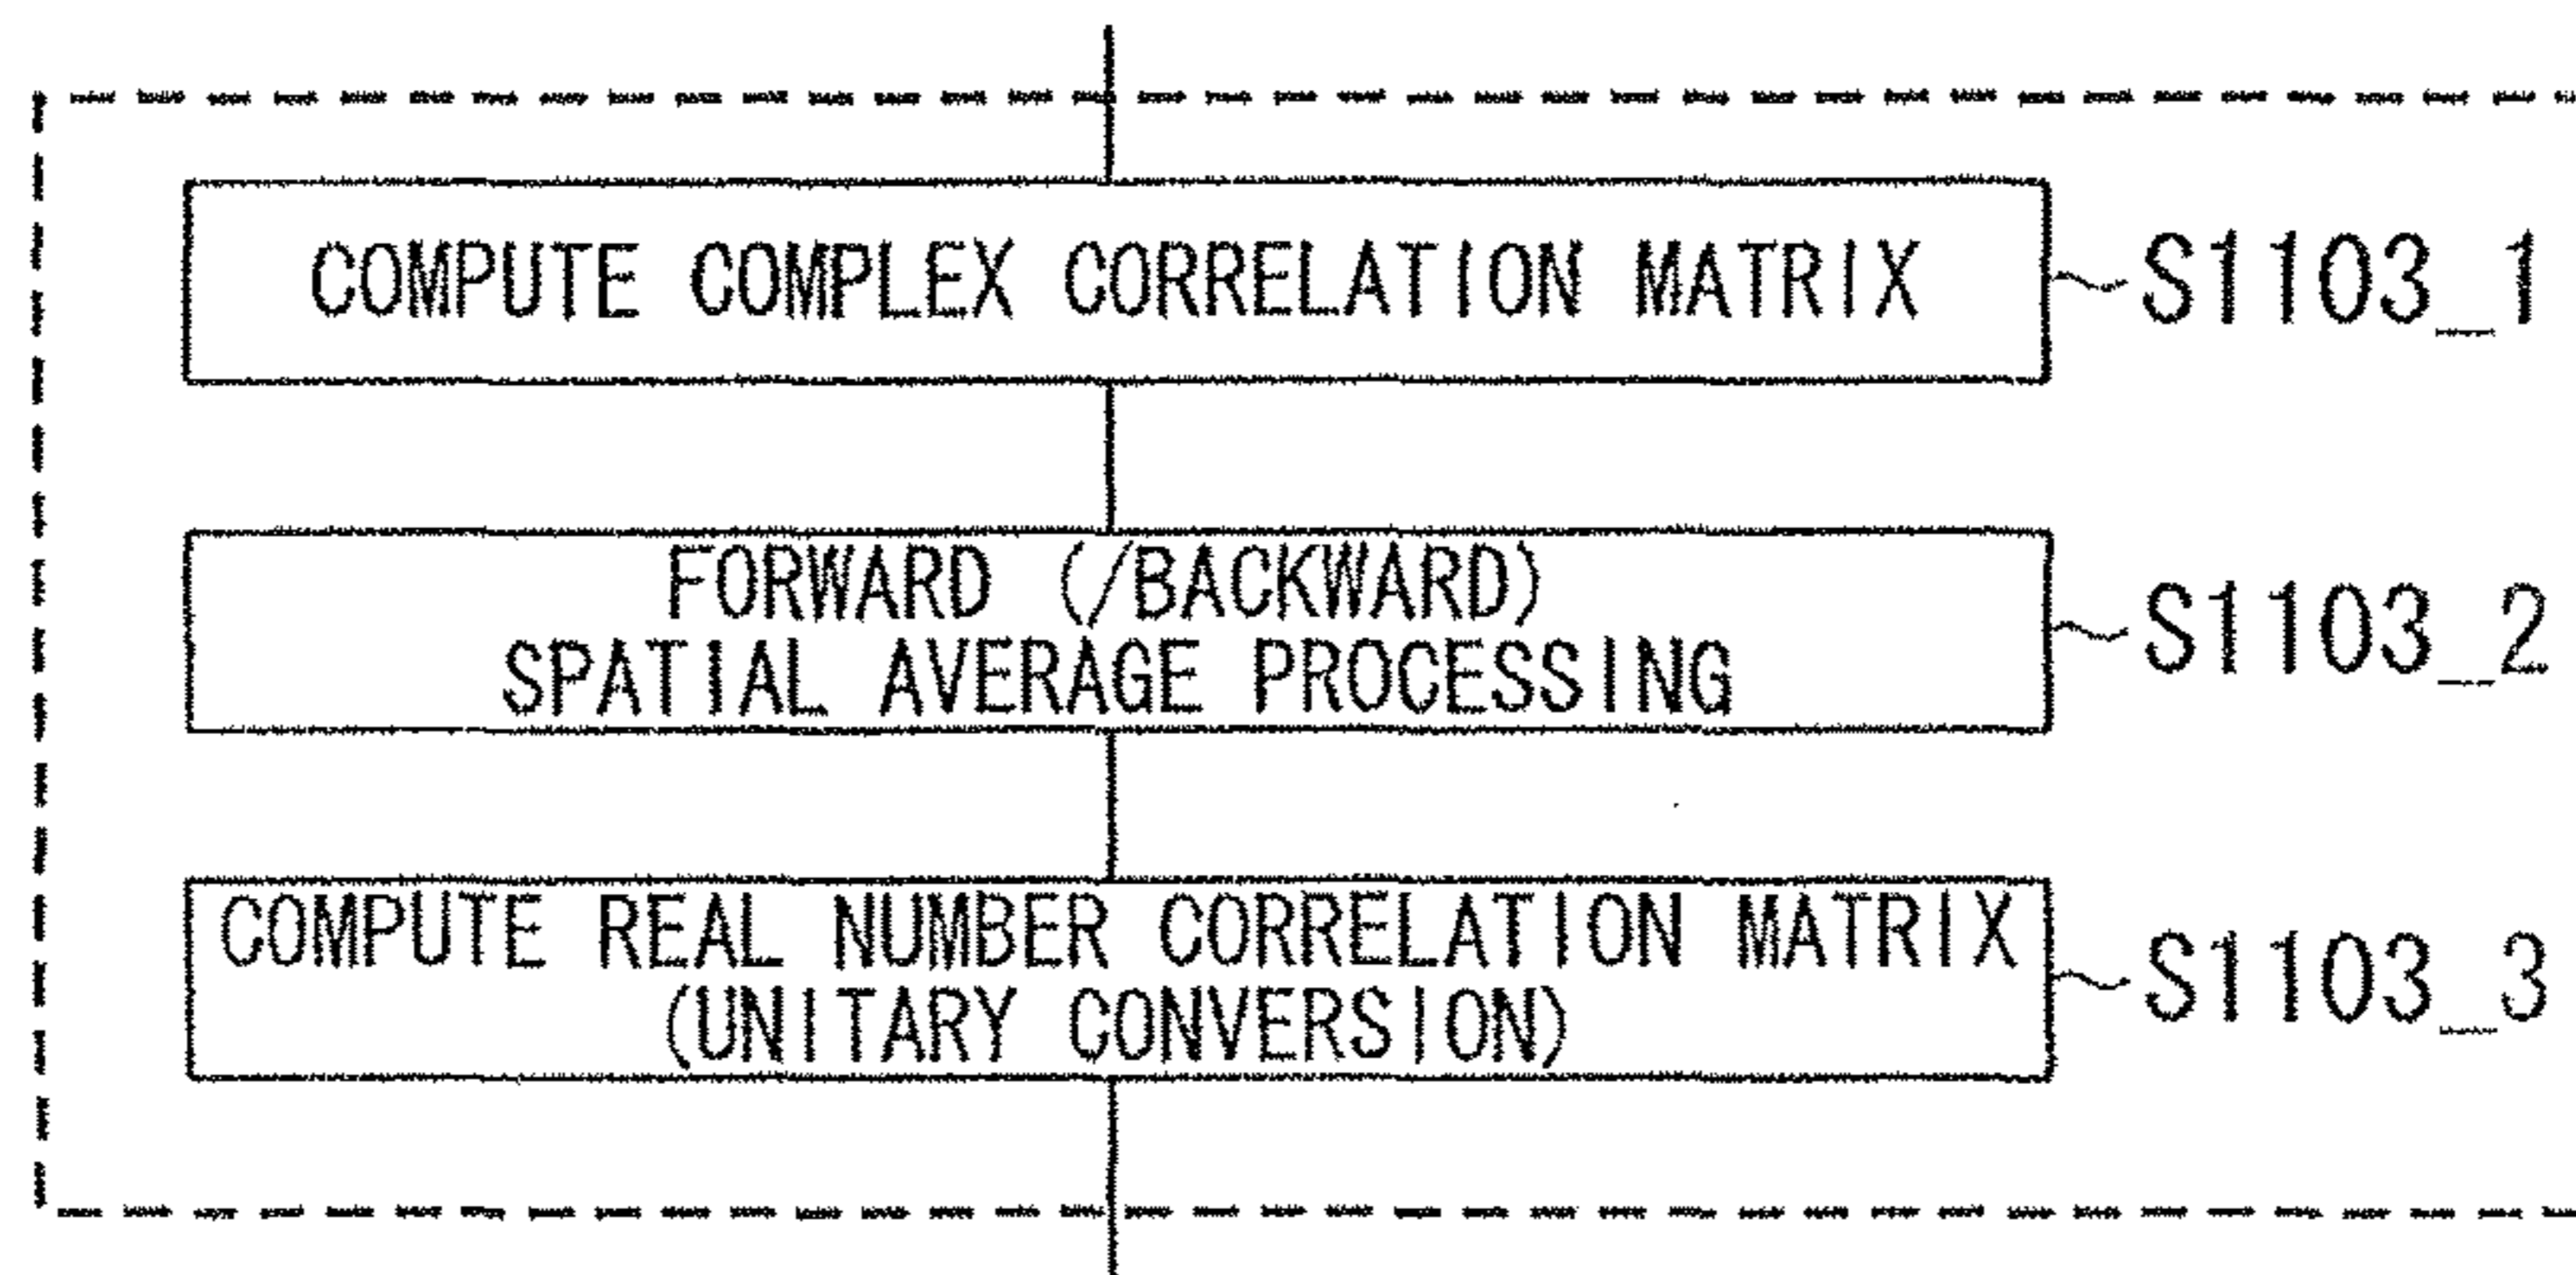 COMPUTE COMPLEX CORRELATION MATRIX
S1103_1
FORWARD (/BACKWARD)
SPATIAL AVERAGE PROCESSING
S1103_2
COMPUTE REAL NUMBER CORRELATION MATRIX
(UNITARY CONVERSION)
S1103_3